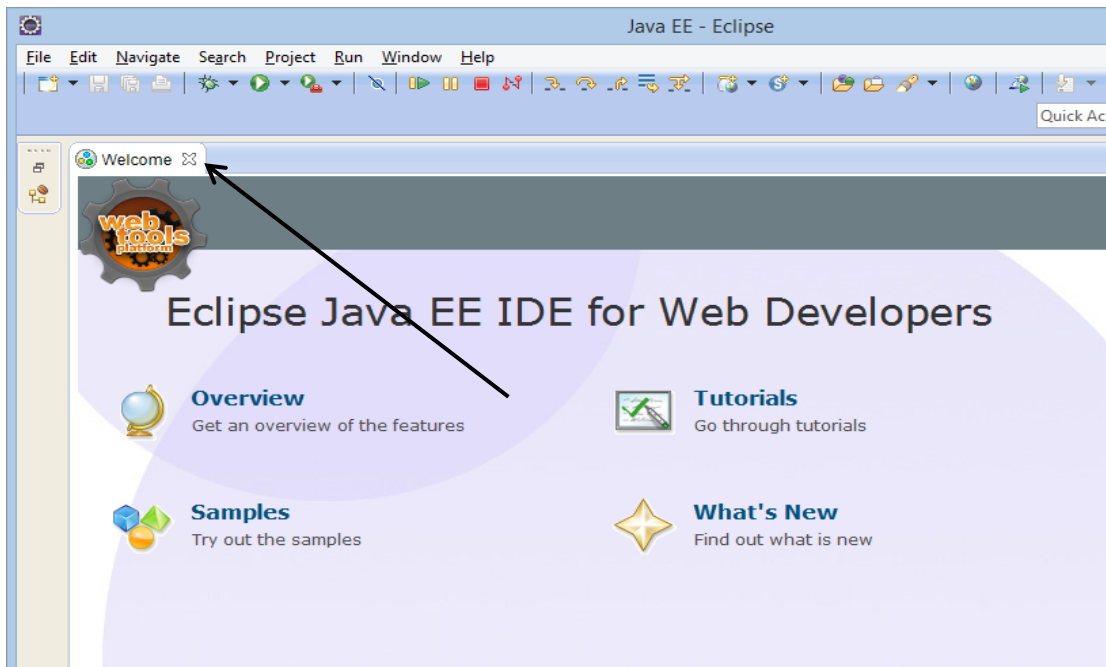 Java EE - Eclipse
File Edit Navigate Search Project Run Window Help
Quick Ac
Welcome
web
tools
platform
Eclipse Java EE IDE for Web Developers
Overview
Get an overview of the features
Tutorials
Go through tutorials
Samples
Try out the samples
What's New
Find out what is new